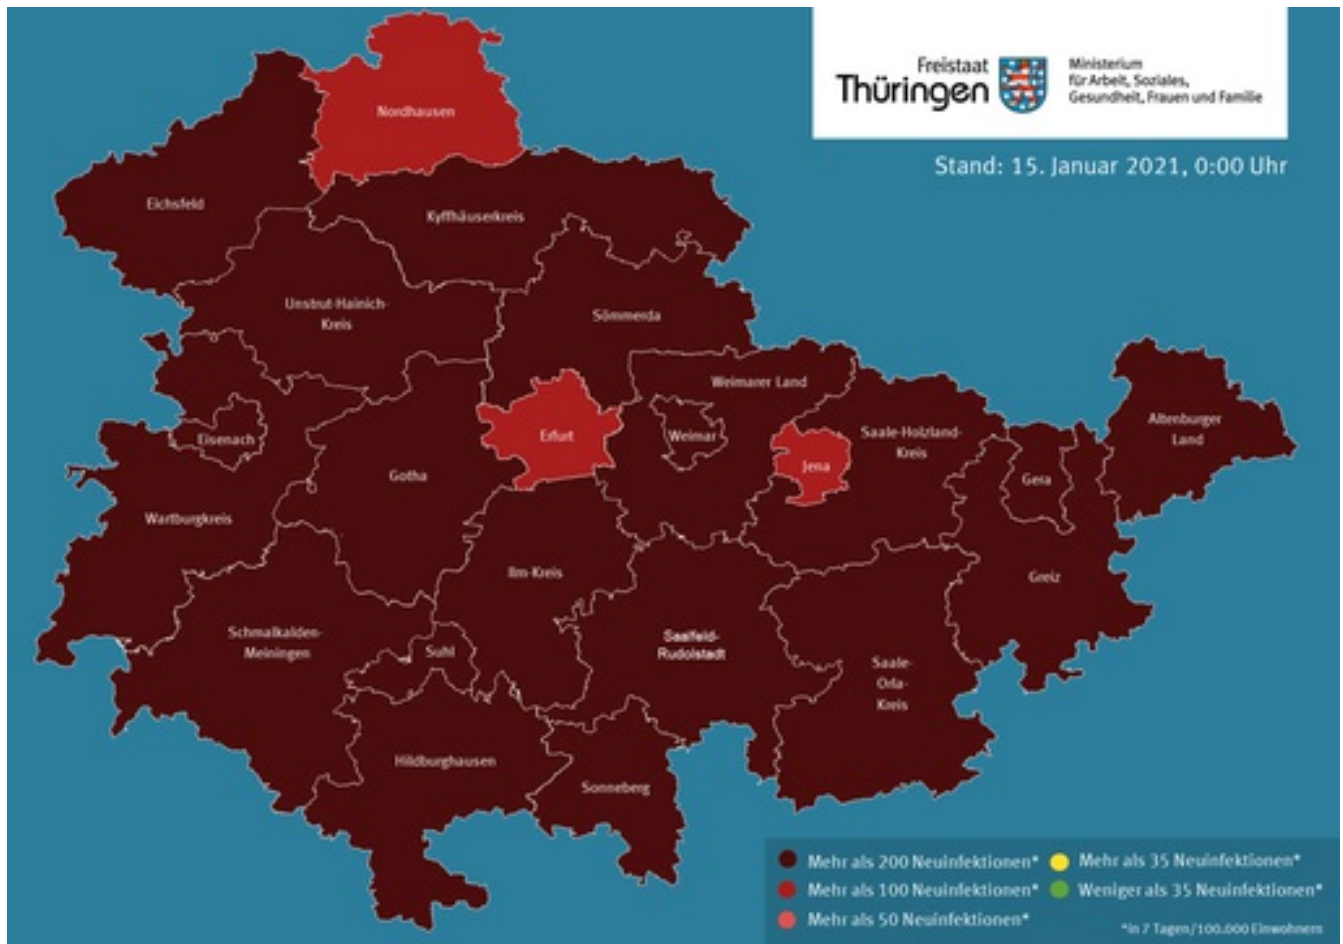 Freistaat
Thüringen
Ministerium
für Arbeit, Soziales,
Gesundheit, Frauen und Familie
Stand: 15. Januar 2021, 0:00 Uhr
Nordhausen
Eichsfeld
Kyffhäuserkreis
Unstrut-Hainich-
Kreis
Sömmerda
Weimarer Land
Eisenach
Erfurt
Weimar
Saale-Holzland-
Kreis
Altenburger
Land
Gotha
Jena
Gera
Wartburgkreis
Ilm-Kreis
Greiz
Schmalkalden-
Meiningen
Suhl
Saalfeld-
Rudolstadt
Saale-
Orla-
Kreis
Hildburghausen
Sonneberg
Mehr als 200 Neuinfektionen*
Mehr als 100 Neuinfektionen*
Mehr als 50 Neuinfektionen*
Mehr als 35 Neuinfektionen*
Weniger als 35 Neuinfektionen*
*in 7 Tagen/100.000 Einwohnern